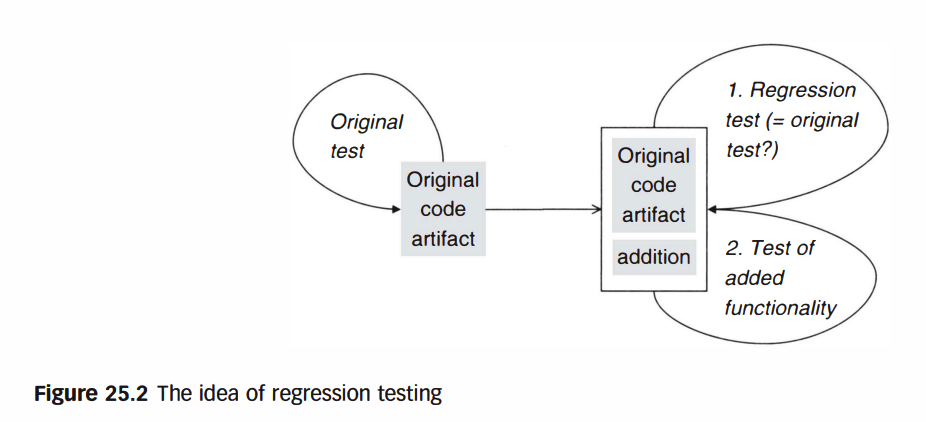 Original
test
Original
code
artifact
Original
code
artifact
addition
1. Regression
test (= original
test?)
2. Test of
added
functionality
Figure 25.2 The idea of regression testing